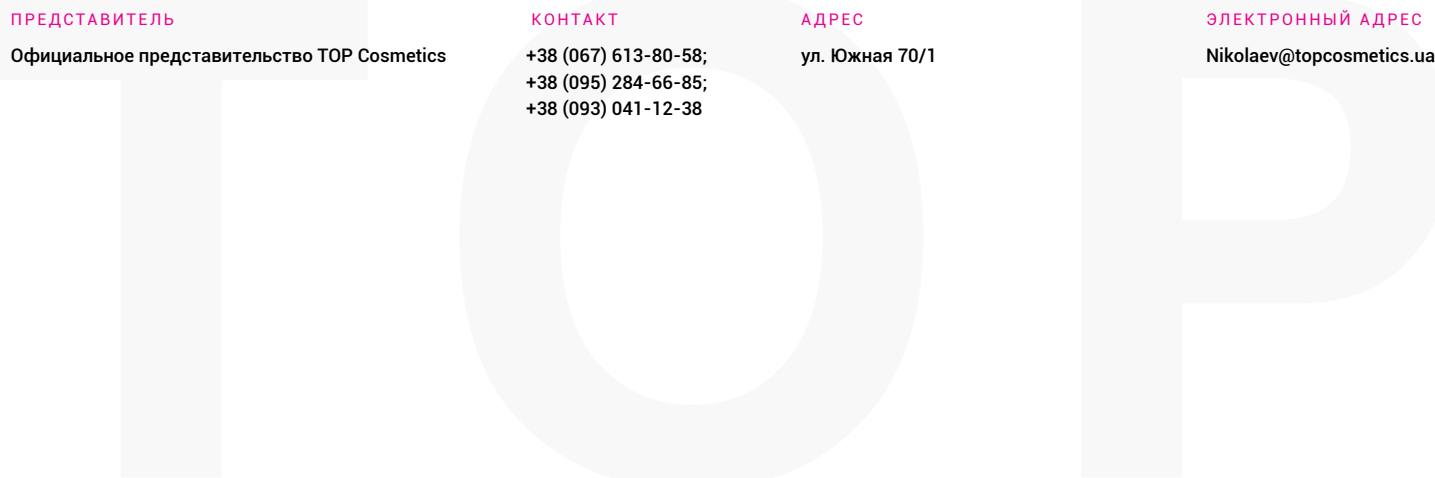 ПРЕДСТАВИТЕЛЬ КОНТАКТ АДРЕС ЭЛЕКТРОННЫЙ АДРЕС
Официальное представительство TOP Cosmetics +38 (067) 613-80-58; ул. Южная 70/1 Nikolaev@topcosmetics.ua
+38 (095) 284-66-85;
+38 (093) 041-12-38
TOP